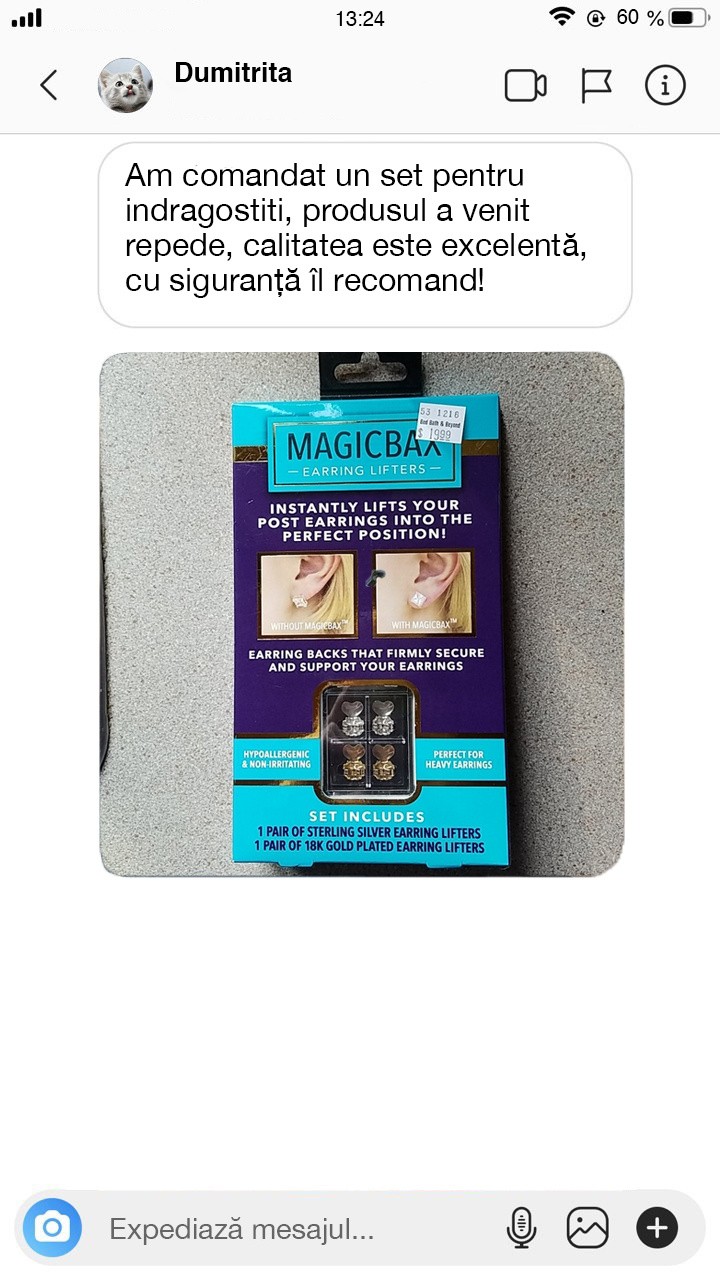 13:24
60 %
Dumitrita
Am comandat un set pentru
indragostiti, produsul a venit
repede, calitatea este excelentă,
cu siguranță îl recomand!
53 1216
Bed Bath & Beyond
$ 1999
MAGICBAX
EARRING LIFTERS
INSTANTLY LIFTS YOUR
POST EARRINGS INTO THE
PERFECT POSITION!
WITHOUT MAGICBAX™
WITH MAGICBAX™
EARRING BACKS THAT FIRMLY SECURE
AND SUPPORT YOUR EARRINGS
HYPOALLERGENIC
& NON-IRRITATING
PERFECT FOR
HEAVY EARRINGS
SET INCLUDES
1 PAIR OF STERLING SILVER EARRING LIFTERS
1 PAIR OF 18K GOLD PLATED EARRING LIFTERS
Expediază mesajul...